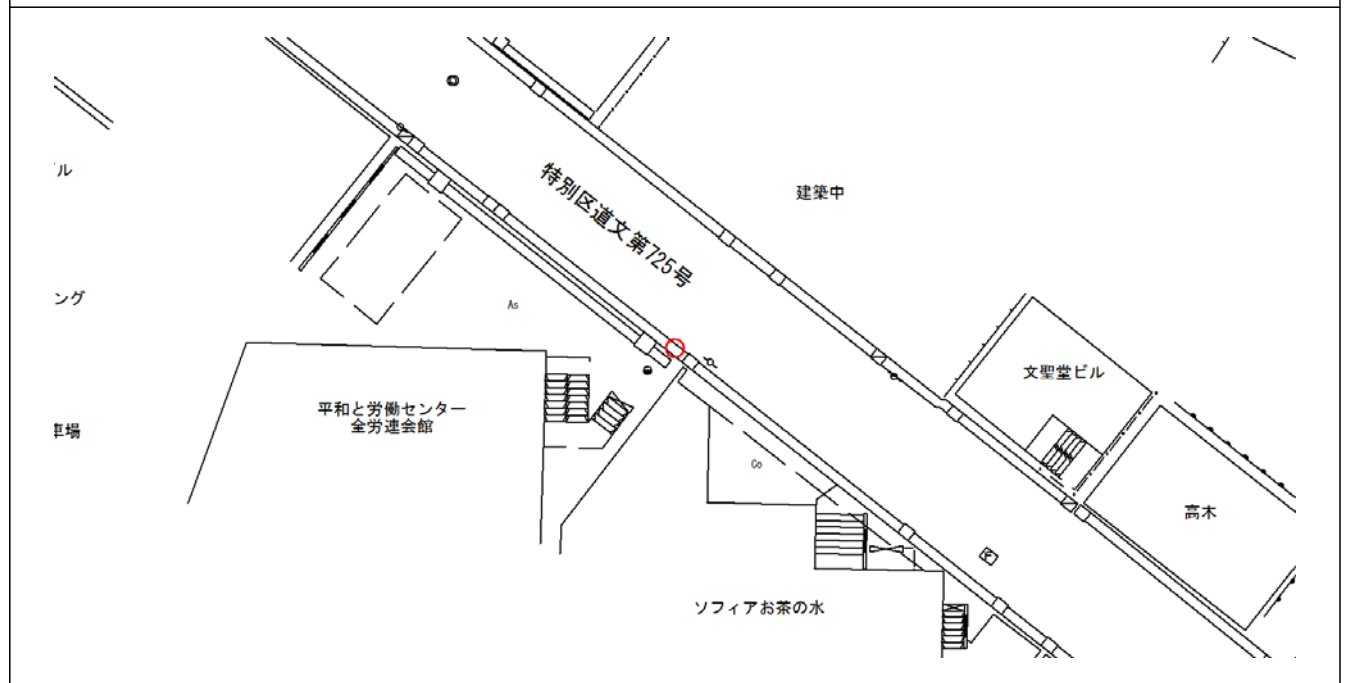 建築中
ル
特別区道文第725号
ング
As
文聖堂ビル
平和と労働センター
全労連会館
車場
Co
高木
ソフィアお茶の水